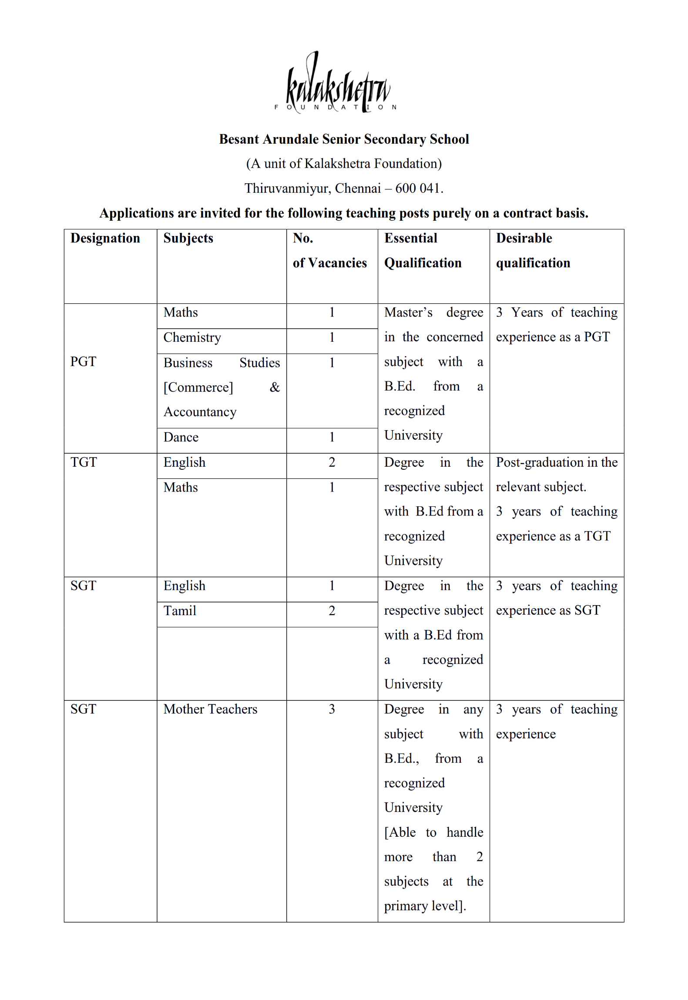 kalakshetra
FOUNDATION
Besant Arundale Senior Secondary School
(A unit of Kalakshetra Foundation)
Thiruvanmiyur, Chennai – 600 041.
Applications are invited for the following teaching posts purely on a contract basis.
Designation
Subjects
No.
of Vacancies
Essential
Qualification
Desirable
qualification
PGT
Maths
1
Chemistry
1
Business Studies
[Commerce] &
Accountancy
1
Dance
1
Master’s degree
in the concerned
subject with a
B.Ed. from a
recognized
University
3 Years of teaching
experience as a PGT
TGT
English
2
Maths
1
Degree in the
respective subject
with B.Ed from a
recognized
University
Post-graduation in the
relevant subject.
3 years of teaching
experience as a TGT
SGT
English
1
Tamil
2
Degree in the
respective subject
with a B.Ed from
a recognized
University
3 years of teaching
experience as SGT
SGT
Mother Teachers
3
Degree in any
subject with
B.Ed., from a
recognized
University
[Able to handle
more than 2
subjects at the
primary level].
3 years of teaching
experience